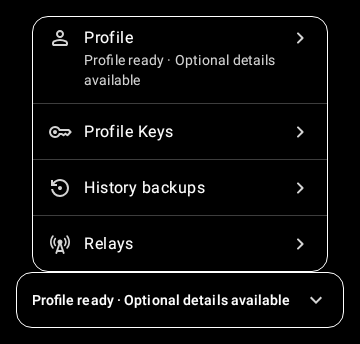 Profile
Profile ready · Optional details
available
Profile Keys
History backups
Relays
Profile ready · Optional details available